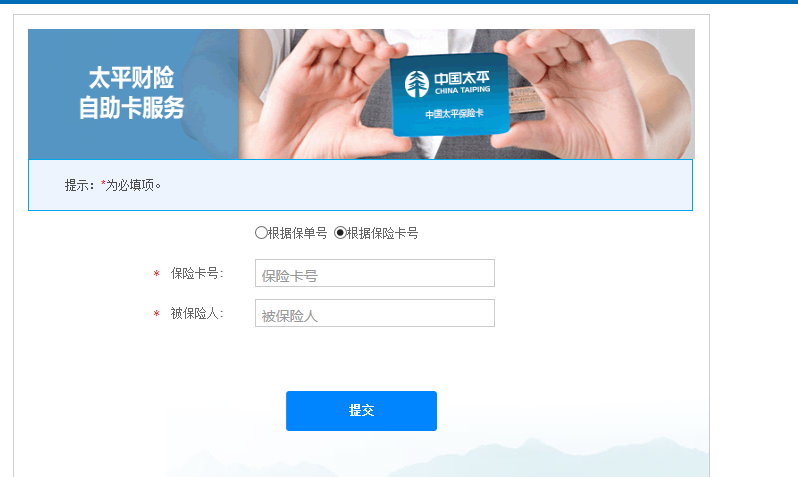 太平财险
自助卡服务
中国太平
CHINA TAIPING
中国太平保险卡
提示：*为必填项。
根据保单号 根据保险卡号
* 保险卡号： 保险卡号
* 被保险人： 被保险人
提交